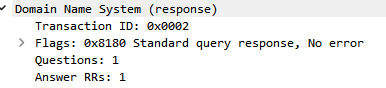 Domain Name System (response)
Transaction ID: 0x0002
Flags: 0x8180 Standard query response, No error
Questions: 1
Answer RRs: 1